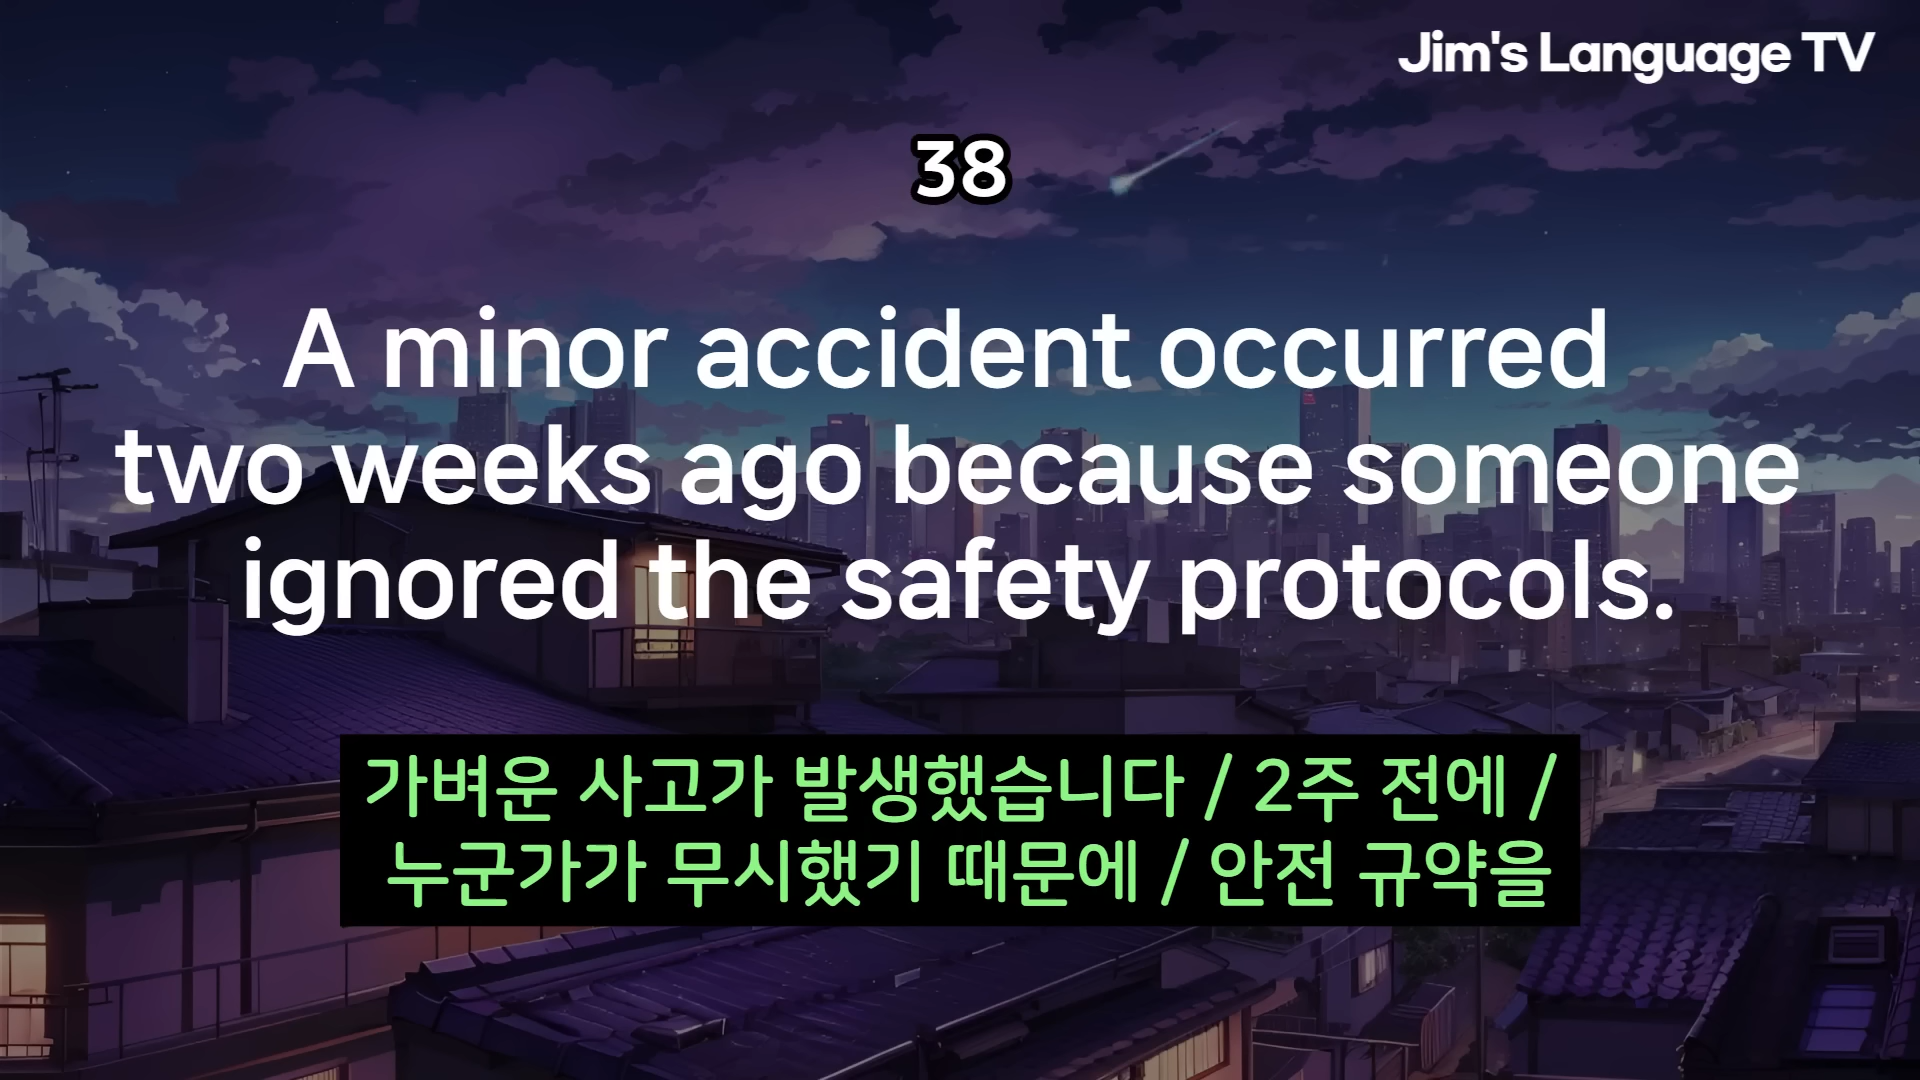 Jim's Language TV
38
A minor accident occurred
two weeks ago because someone
ignored the safety protocols.
가벼운 사고가 발생했습니다 / 2주 전에 /
누군가가 무시했기 때문에 / 안전 규약을